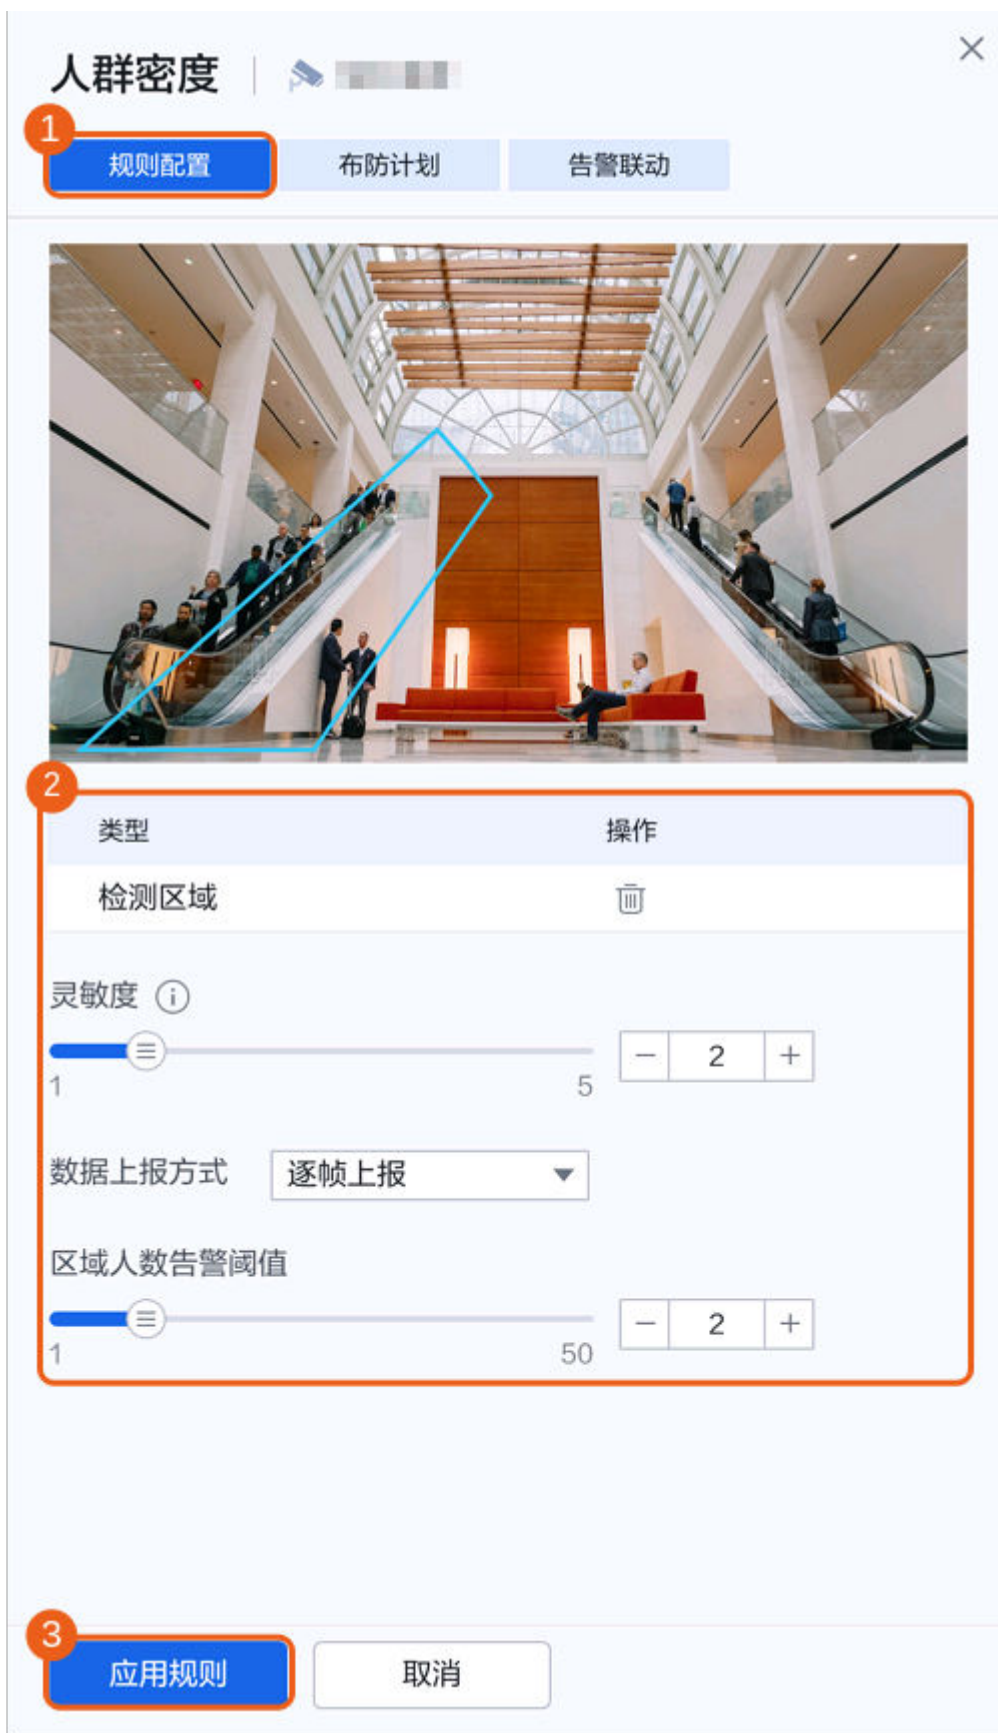 人群密度
1
规则配置 布防计划 告警联动
2
类型 操作
检测区域
灵敏度
2
1 5
数据上报方式 逐帧上报
区域人数告警阈值
2
1 50
3
应用规则 取消